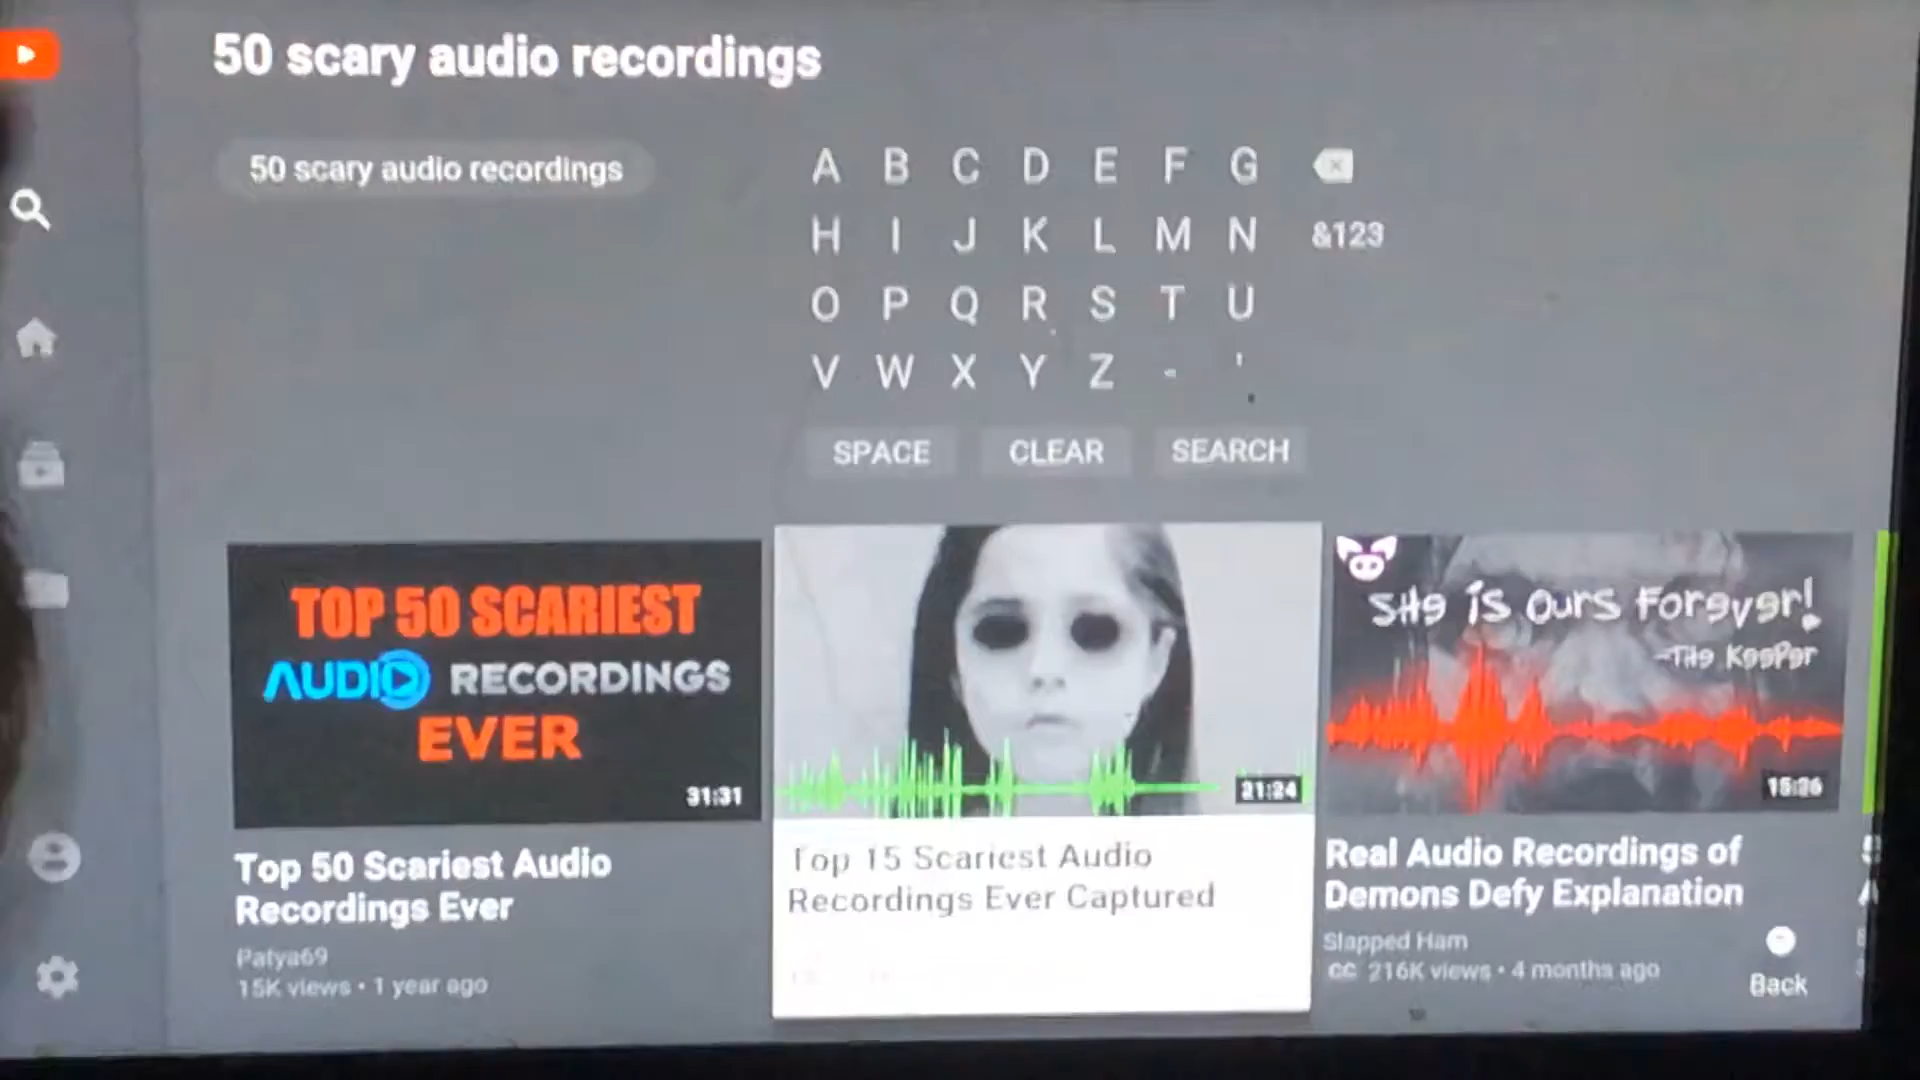 50 scary audio recordings
50 scary audio recordings
A B C D E F G
H I J K L M N &123
O P Q R S T U
V W X Y Z - '
SPACE CLEAR SEARCH
TOP 50 SCARIEST
AUDIO RECORDINGS
EVER
31:31
21:24
SHe iS OurS Forever!
-THe KeePer
15:26
Top 50 Scariest Audio
Recordings Ever
Patya69
15K views • 1 year ago
Top 15 Scariest Audio
Recordings Ever Captured
Real Audio Recordings of
Demons Defy Explanation
Slapped Ham
CC 216K views • 4 months ago
Back